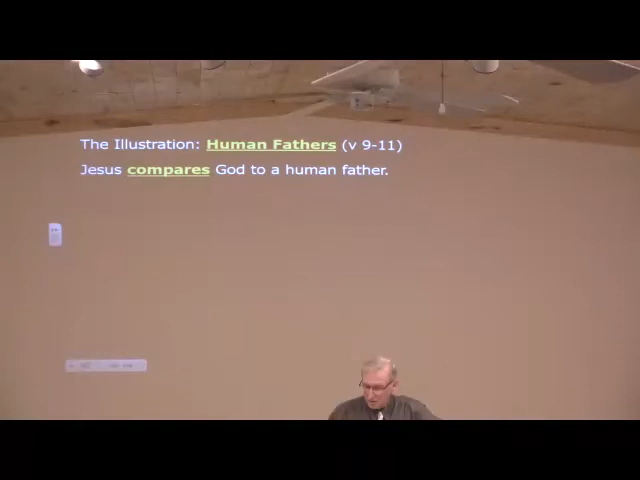 The Illustration: Human Fathers (v 9-11)
Jesus compares God to a human father.